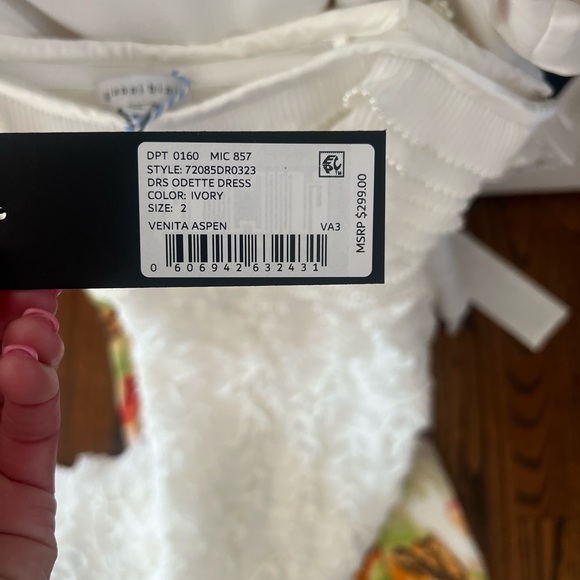 DPT 0160 MIC 857
STYLE: 72085DR0323
DRS ODETTE DRESS
COLOR: IVORY
SIZE: 2
VENITA ASPEN VA3
0 606942 632431
MSRP $299.00